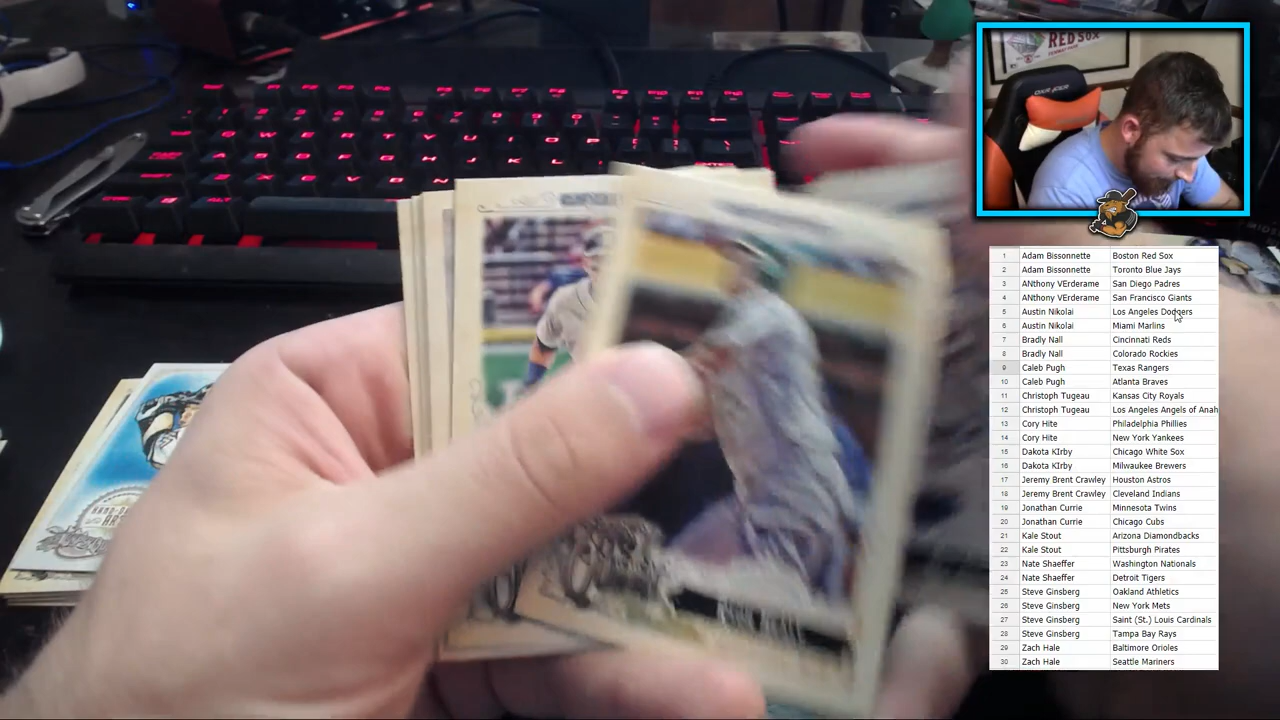 RED SOX
1 Adam Bissonnette Boston Red Sox
2 Adam Bissonnette Toronto Blue Jays
3 ANthony VErderame San Diego Padres
4 ANthony VErderame San Francisco Giants
5 Austin Nikolai Los Angeles Dodgers
6 Austin Nikolai Miami Marlins
7 Bradly Nall Cincinnati Reds
8 Bradly Nall Colorado Rockies
9 Caleb Pugh Texas Rangers
10 Caleb Pugh Atlanta Braves
11 Christoph Tugeau Kansas City Royals
12 Christoph Tugeau Los Angeles Angels of Anah
13 Cory Hite Philadelphia Phillies
14 Cory Hite New York Yankees
15 Dakota KIrby Chicago White Sox
16 Dakota KIrby Milwaukee Brewers
17 Jeremy Brent Crawley Houston Astros
18 Jeremy Brent Crawley Cleveland Indians
19 Jonathan Currie Minnesota Twins
20 Jonathan Currie Chicago Cubs
21 Kale Stout Arizona Diamondbacks
22 Kale Stout Pittsburgh Pirates
23 Nate Shaeffer Washington Nationals
24 Nate Shaeffer Detroit Tigers
25 Steve Ginsberg Oakland Athletics
26 Steve Ginsberg New York Mets
27 Steve Ginsberg Saint (St.) Louis Cardinals
28 Steve Ginsberg Tampa Bay Rays
29 Zach Hale Baltimore Orioles
30 Zach Hale Seattle Mariners